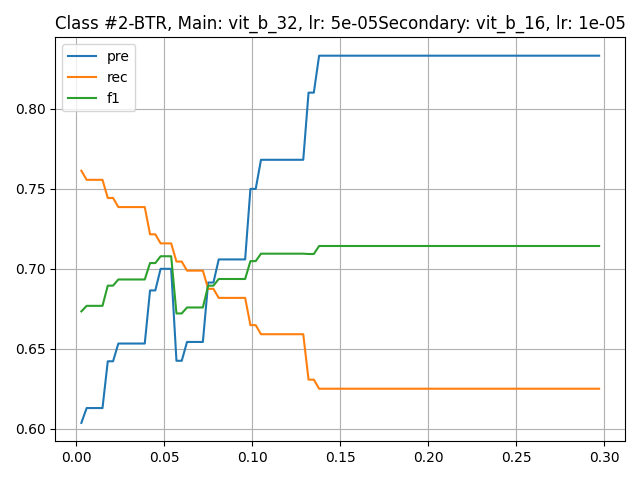 Class #2-BTR, Main: vit_b_32, lr: 5e-05Secondary: vit_b_16, lr: 1e-05
pre
rec
f1
0.80
0.75
0.70
0.65
0.60
0.00 0.05 0.10 0.15 0.20 0.25 0.30